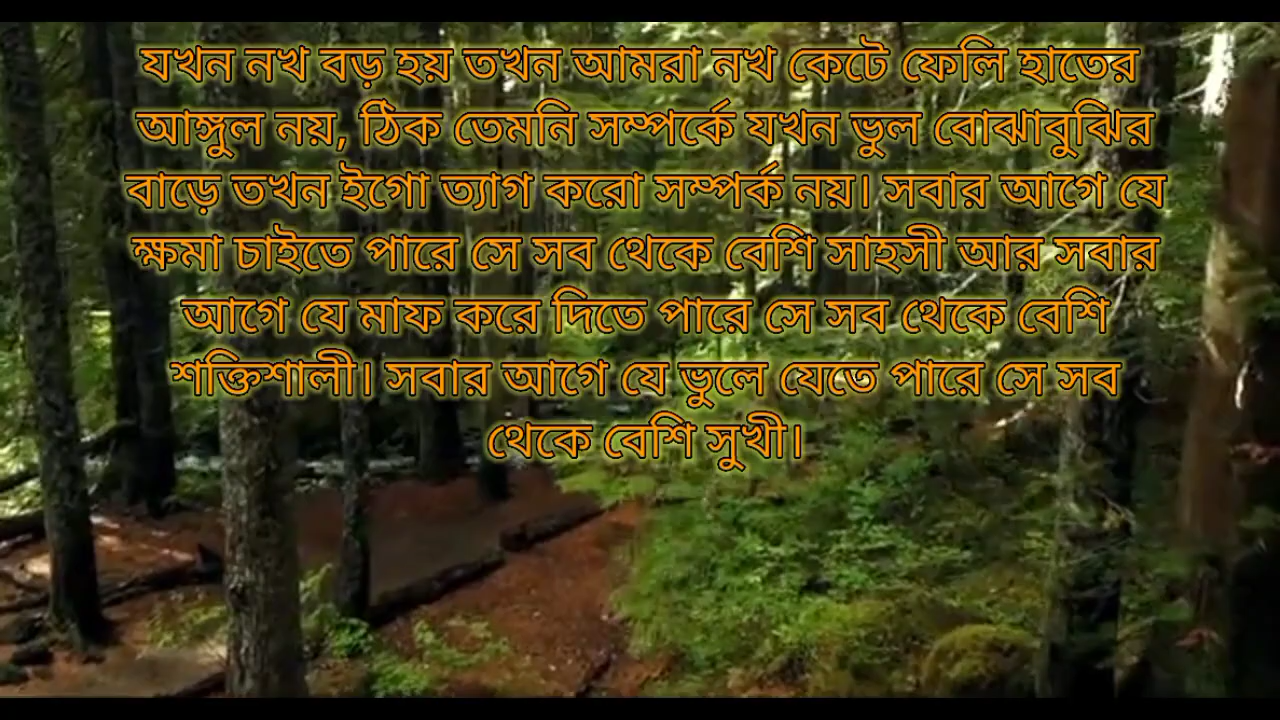 যখন নখ বড় হয় তখন আমরা নখ কেটে ফেলি হাতের
আঙ্গুল নয়, ঠিক তেমনি সম্পর্কে যখন ভুল বোঝাবুঝির
বাড়ে তখন ইগো ত্যাগ করো সম্পর্ক নয়। সবার আগে যে
ক্ষমা চাইতে পারে সে সব থেকে বেশি সাহসী আর সবার
আগে যে মাফ করে দিতে পারে সে সব থেকে বেশি
শক্তিশালী। সবার আগে যে ভুলে যেতে পারে সে সব
থেকে বেশি সুখী।